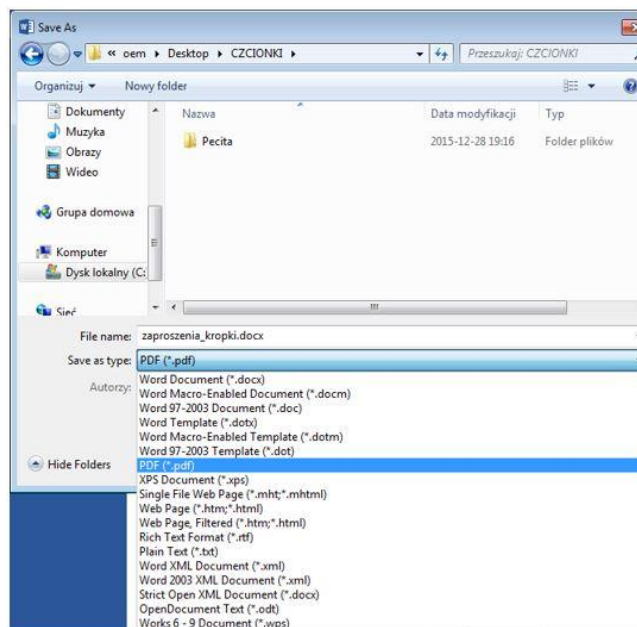 Save As
« oem ▸ Desktop ▸ CZCIONKI ▸
Przeszukaj: CZCIONKI
Organizuj
Nowy folder
Dokumenty
Muzyka
Obrazy
Wideo
Grupa domowa
Komputer
Dysk lokalny (C:
Sieć
Nazwa
Data modyfikacji
Typ
Pecita
2015-12-28 19:16
Folder plików
File name: zaproszenia_kropki.docx
Save as type: PDF (*.pdf)
Autorzy:
Word Document (*.docx)
Word Macro-Enabled Document (*.docm)
Word 97-2003 Document (*.doc)
Word Template (*.dotx)
Word Macro-Enabled Template (*.dotm)
Word 97-2003 Template (*.dot)
PDF (*.pdf)
XPS Document (*.xps)
Single File Web Page (*.mht;*.mhtml)
Web Page (*.htm;*.html)
Web Page, Filtered (*.htm;*.html)
Rich Text Format (*.rtf)
Plain Text (*.txt)
Word XML Document (*.xml)
Word 2003 XML Document (*.xml)
Strict Open XML Document (*.docx)
OpenDocument Text (*.odt)
Works 6 - 9 Document (*.wps)
Hide Folders